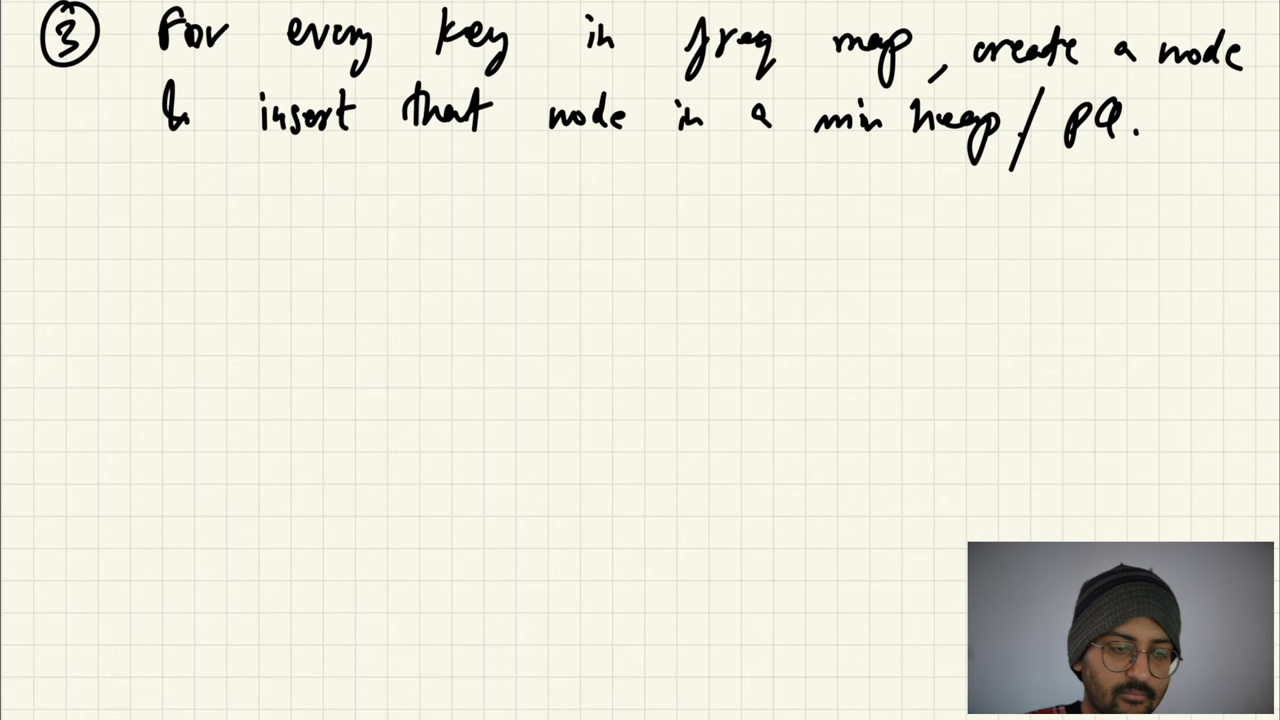 ③ For every key in freq map, create a node
& insert that node in a min heap / PQ.